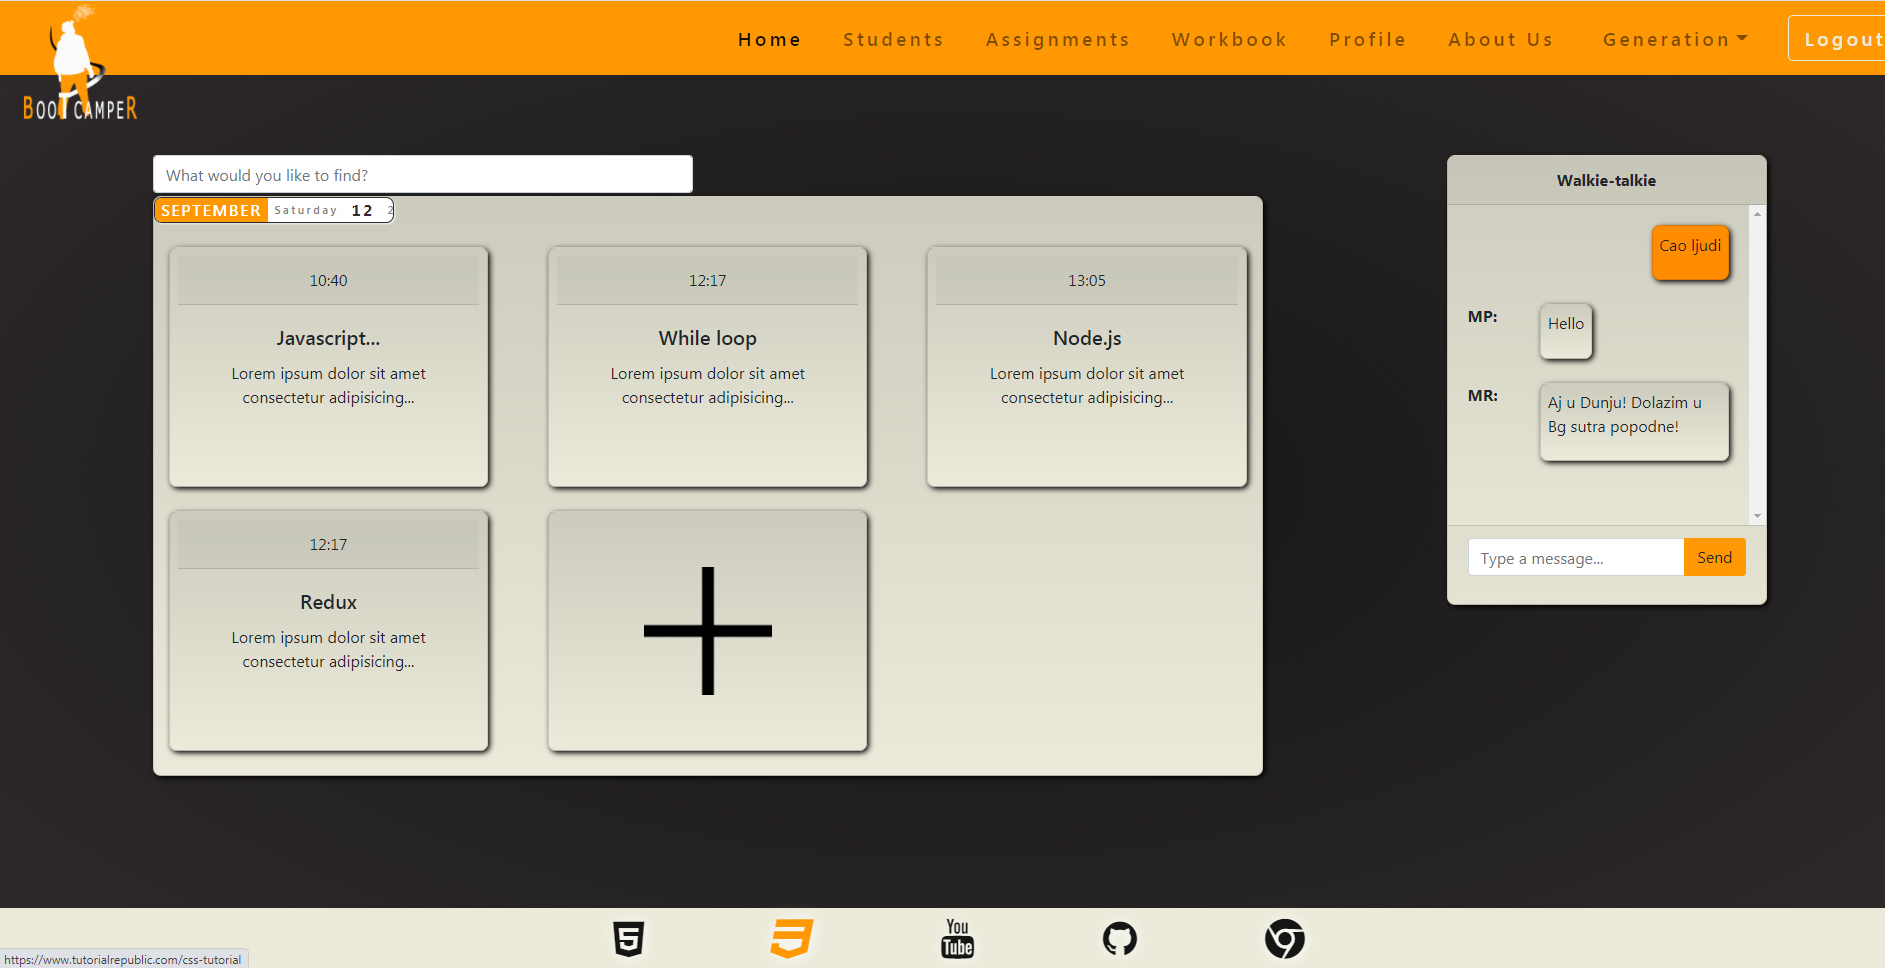 BOOTCAMPER
Home Students Assignments Workbook Profile About Us Generation Logout
What would you like to find?
SEPTEMBER Saturday 12 2
10:40
Javascript...
Lorem ipsum dolor sit amet
consectetur adipisicing...
12:17
While loop
Lorem ipsum dolor sit amet
consectetur adipisicing...
13:05
Node.js
Lorem ipsum dolor sit amet
consectetur adipisicing...
12:17
Redux
Lorem ipsum dolor sit amet
consectetur adipisicing...
Walkie-talkie
Cao ljudi
MP: Hello
MR: Aj u Dunju! Dolazim u
Bg sutra popodne!
Type a message... Send
5
You
Tube
https://www.tutorialrepublic.com/css-tutorial